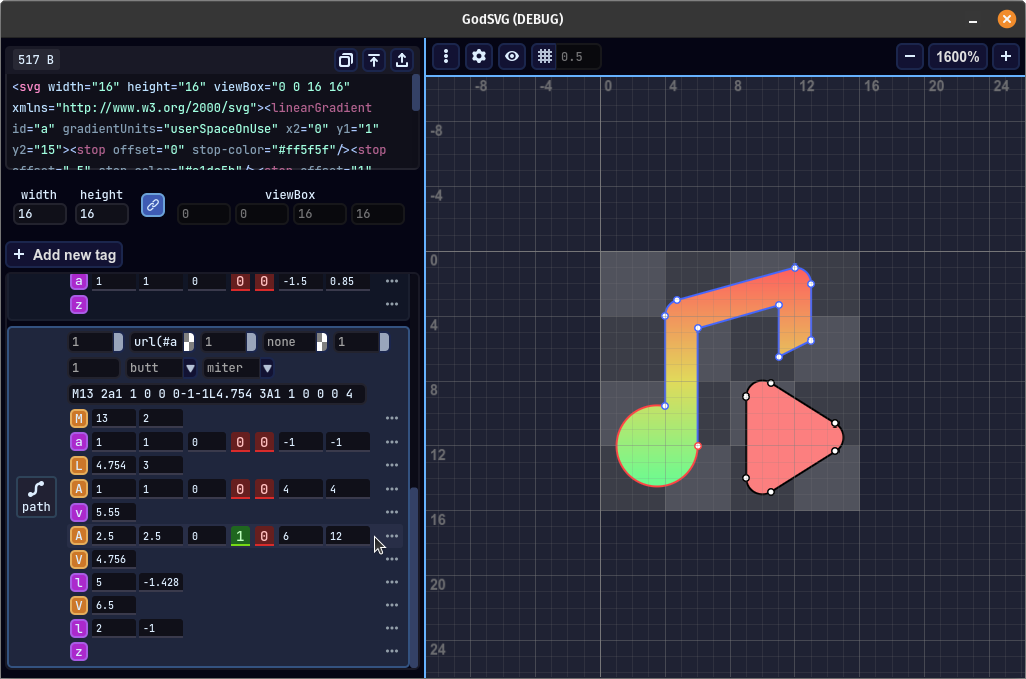 GodSVG (DEBUG)
517 B
<svg width="16" height="16" viewBox="0 0 16 16"
xmlns="http://www.w3.org/2000/svg"><linearGradient
id="a" gradientUnits="userSpaceOnUse" x2="0" y1="1"
y2="15"><stop offset="0" stop-color="#ff5f5f"/><stop
width height viewBox
16 16 0 0 16 16
+ Add new tag
a 1 1 0 0 0 -1.5 0.85
z
1 url(#a 1 none 1
1 butt miter
M13 2a1 1 0 0 0-1-1L4.754 3A1 1 0 0 0 4
M 13 2
a 1 1 0 0 0 -1 -1
L 4.754 3
A 1 1 0 0 0 4 4
v 5.55
A 2.5 2.5 0 1 0 6 12
V 4.756
l 5 -1.428
V 6.5
l 2 -1
z
path
0.5
1600%
-8 -4 0 4 8 12 16 20 24
-8
-4
0
4
8
12
16
20
24